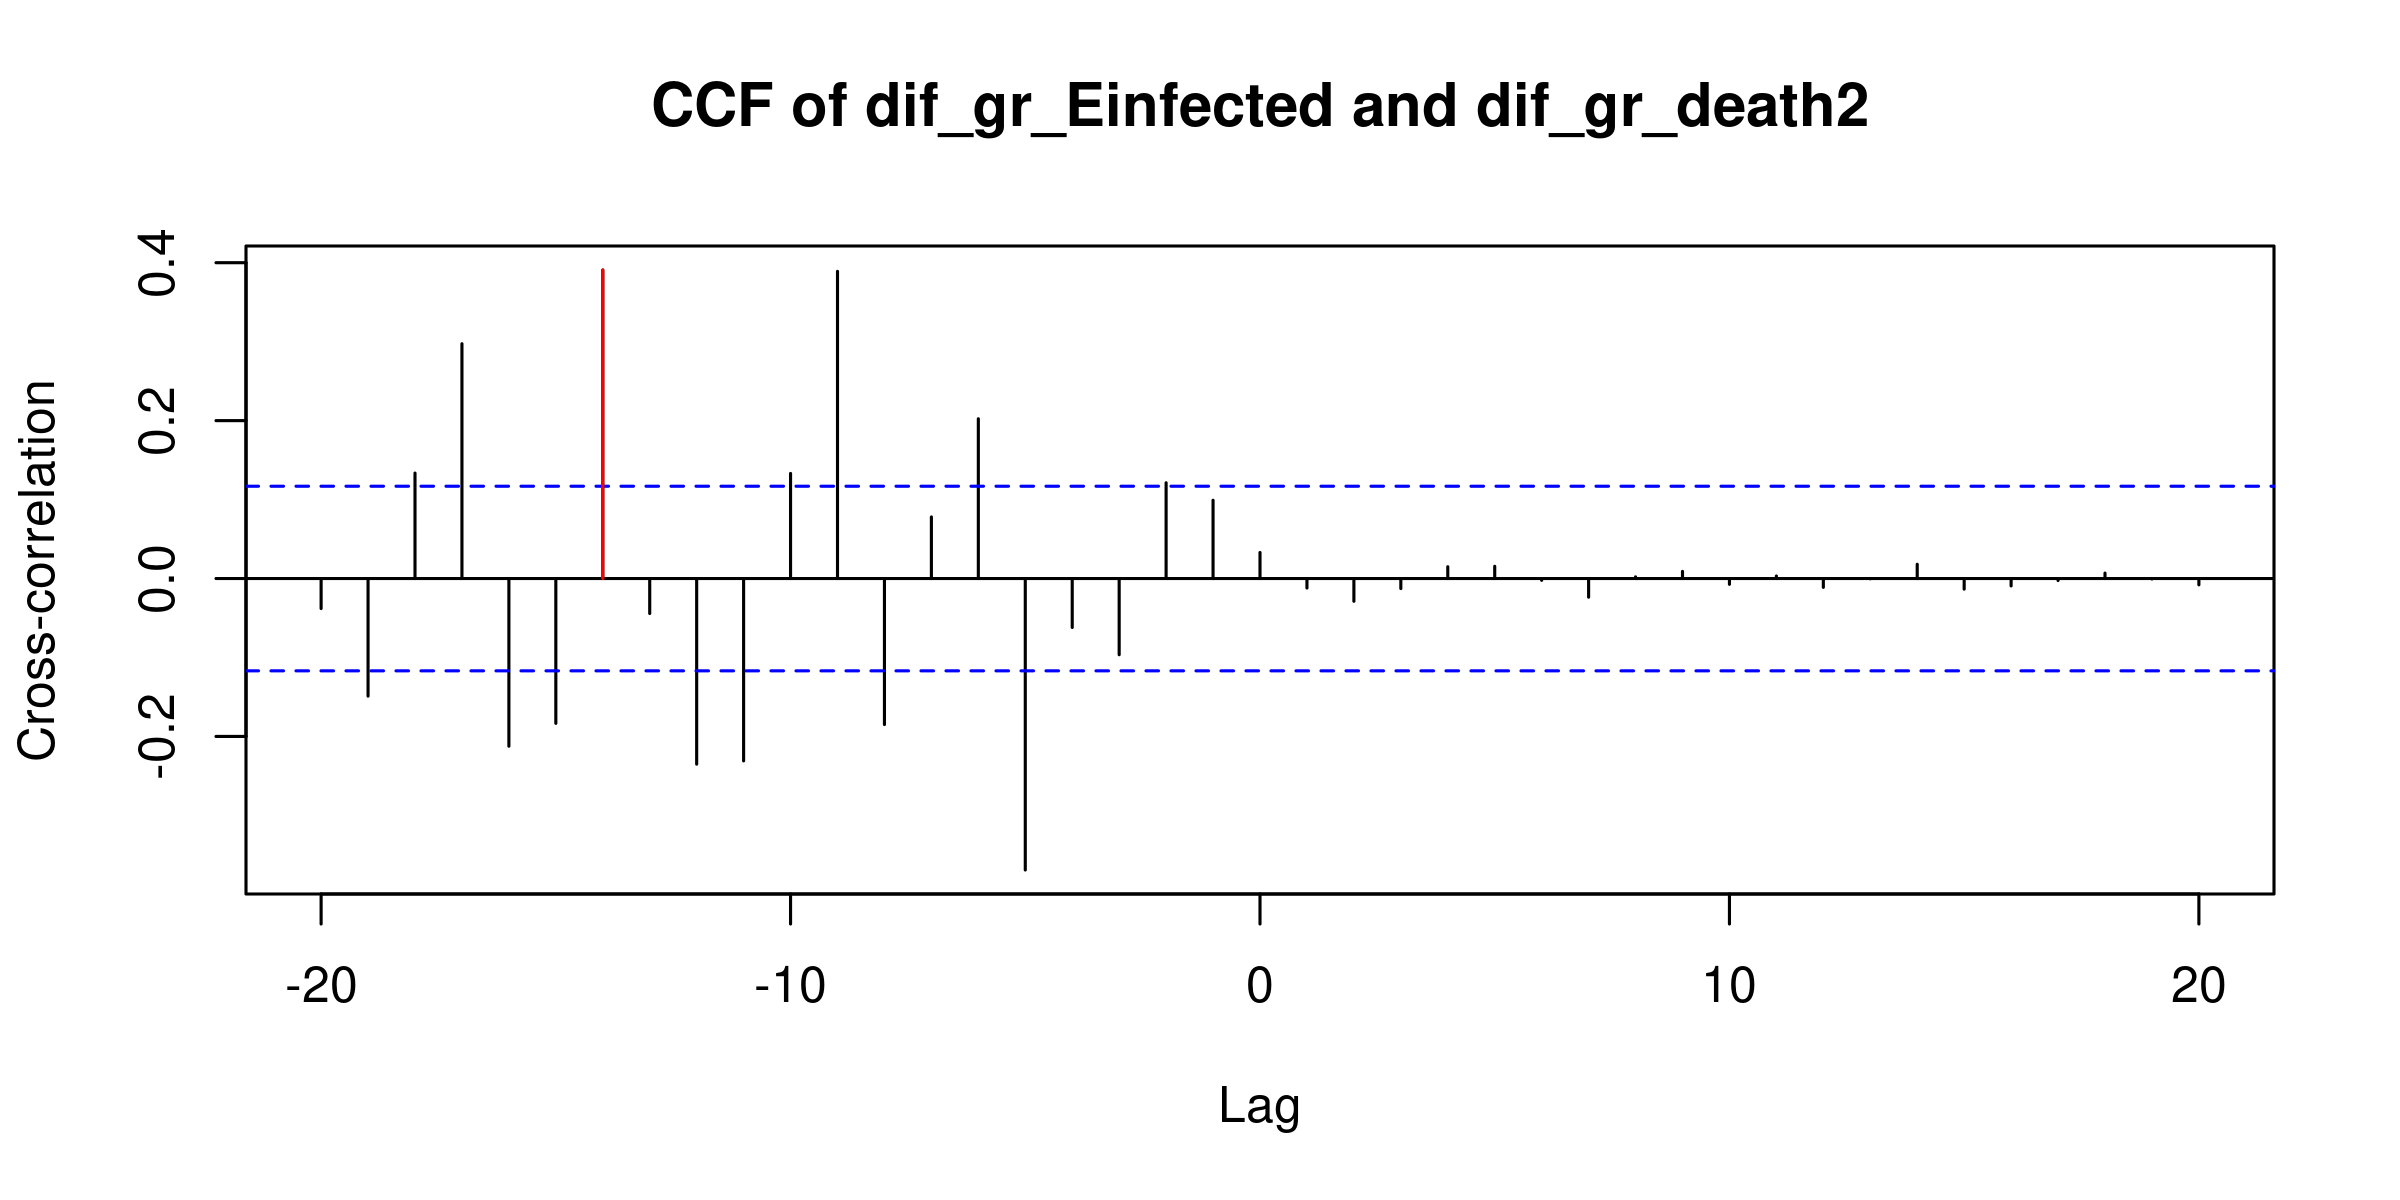 CCF of dif_gr_Einfected and dif_gr_death2
Cross-correlation
0.4
0.2
0.0
-0.2
-20 -10 0 10 20
Lag